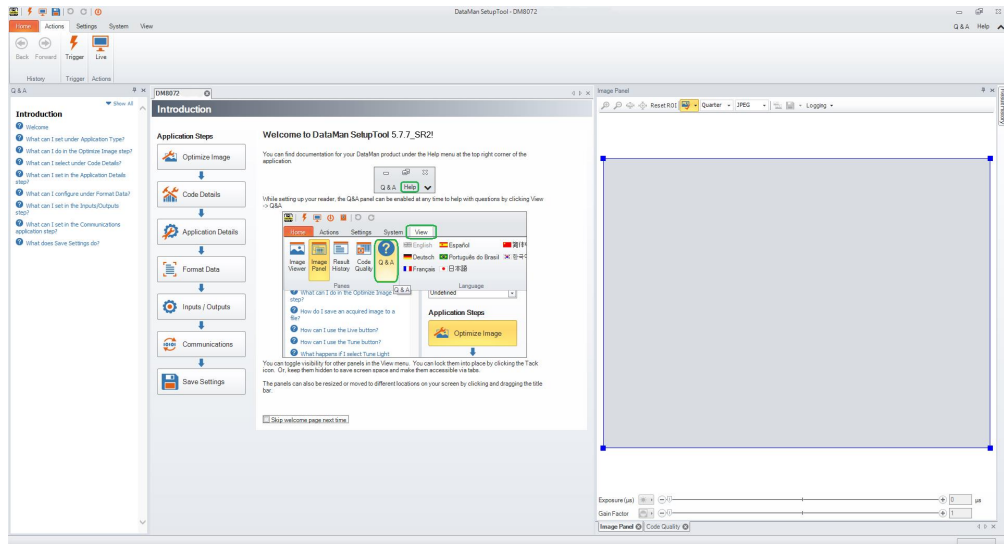 DataMan SetupTool - DM8072
Home Actions Settings System View
Q & A Help
Back Forward Trigger Live
History Trigger Actions
Q & A
Show All
Introduction
Welcome
What can I set under Application Type?
What can I do in the Optimize Image step?
What can I select under Code Details?
What can I set in the Application Details
step?
What can I configure under Format Data?
What can I set in the Inputs/Outputs
step?
What can I set in the Communications
application step?
What does Save Settings do?
DM8072
Introduction
Application Steps
Optimize Image
Code Details
Application Details
Format Data
Inputs / Outputs
Communications
Save Settings
Welcome to DataMan SetupTool 5.7.7_SR2!
You can find documentation for your DataMan product under the Help menu at the top right corner of the
application.
Q & A Help
While setting up your reader, the Q&A panel can be enabled at any time to help with questions by clicking View
-> Q&A
Home Actions Settings System View
Image Viewer
Image Panel
Result History
Code Quality
Q & A
English Español
Deutsch Português do Brasil
Français 日本語
Panes Language
Q & A
What can I do in the Optimize Image
step?
How do I save an acquired image to a
file?
How can I use the Live button?
How can I use the Tune button?
What happens if I select Tune Light
Undefined
Application Steps
Optimize Image
You can toggle visibility for other panels in the View menu. You can lock them into place by clicking the Tack
icon. Or, keep them hidden to save screen space and make them accessible via tabs.
The panels can also be resized or moved to different locations on your screen by clicking and dragging the title
bar.
Skip welcome page next time
Image Panel
Reset ROI Quarter JPEG Logging
Exposure (µs) 0 µs
Gain Factor 1
Image Panel Code Quality
Result History